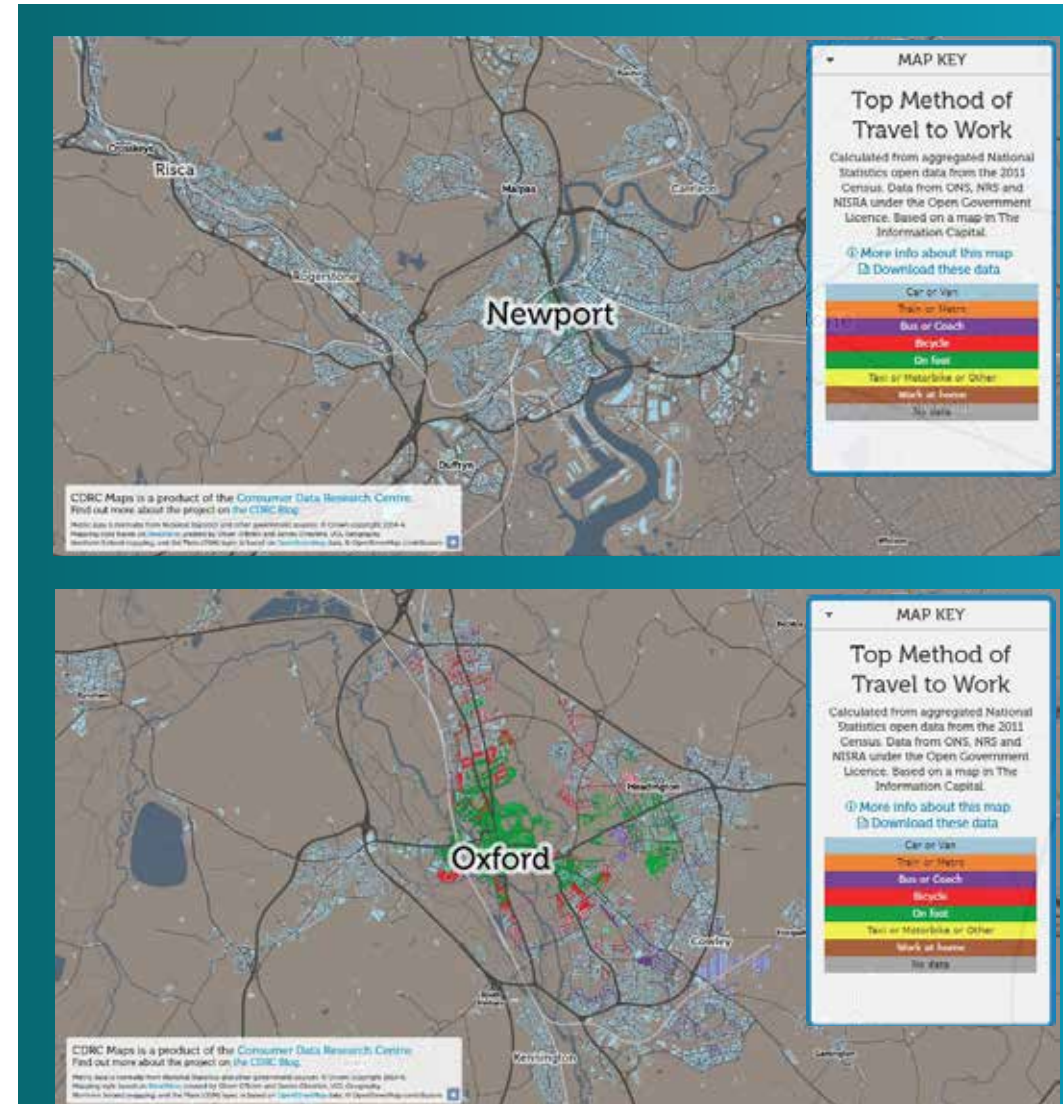 MAP KEY
Top Method of
Travel to Work
Calculated from aggregated National
Statistics open data from the 2011
Census. Data from ONS, NRS and
NISRA under the Open Government
Licence. Based on a map in The
Information Capital.
More info about this map
Download these data
Car or Van
Train or Metro
Bus or Coach
Bicycle
On foot
Taxi or Motorbike or Other
Work at home
No data
Crosskeys
Risca
Malpas
Caerleon
Rogerstone
Newport
Duffryn
CDRC Maps is a product of the Consumer Data Research Centre.
Find out more about the project on the CDRC Blog.
MAP KEY
Top Method of
Travel to Work
Calculated from aggregated National
Statistics open data from the 2011
Census. Data from ONS, NRS and
NISRA under the Open Government
Licence. Based on a map in The
Information Capital.
More info about this map
Download these data
Car or Van
Train or Metro
Bus or Coach
Bicycle
On foot
Taxi or Motorbike or Other
Work at home
No data
Headington
Oxford
Cowley
Kennington
CDRC Maps is a product of the Consumer Data Research Centre.
Find out more about the project on the CDRC Blog.